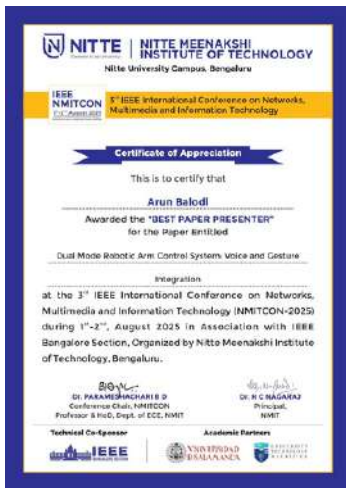 NITTE
NITTE MEENAKSHI
INSTITUTE OF TECHNOLOGY
Nitte University Campus, Bengaluru
IEEE
NMITCON
3rd IEEE International Conference on Networks,
Multimedia and Information Technology
Certificate of Appreciation
This is to certify that
Arun Balodi
Awarded the "BEST PAPER PRESENTER"
for the Paper Entitled
Dual Mode Robotic Arm Control System: Voice and Gesture
Integration
at the 3rd IEEE International Conference on Networks,
Multimedia and Information Technology (NMITCON-2025)
during 1st-2nd, August 2025 in Association with IEEE
Bangalore Section, Organized by Nitte Meenakshi Institute
of Technology, Bengaluru.
Dr. PARAMESHACHARI B D
Conference Chair, NMITCON
Professor & HoD, Dept. of ECE, NMIT
Dr. H C NAGARAJ
Principal,
NMIT
Technical Co-Sponsor
Academic Partners
IEEE
VNIVERSIDAD
D SALAMANCA